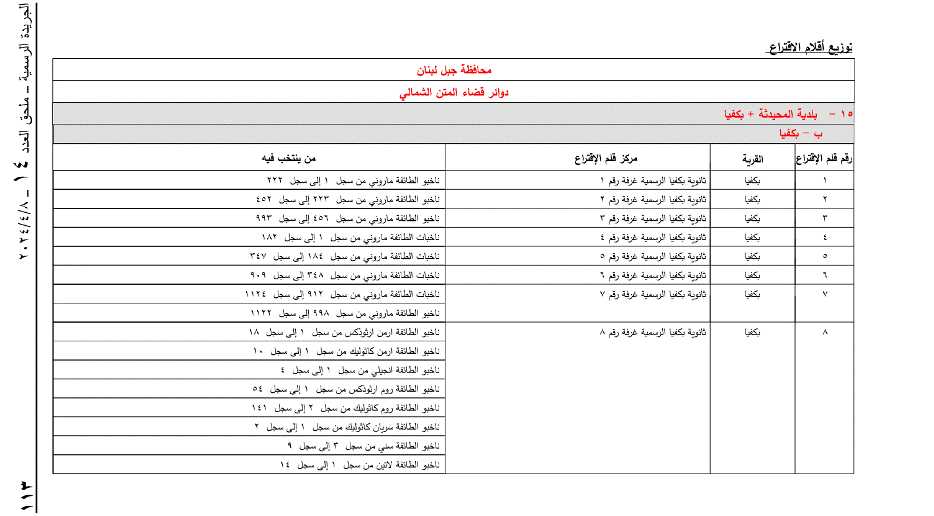 الجريدة الرسمية – ملحق العدد ١٤ – ٢٠٢٤/٤/٨
توزيع أقلام الاقتراع
محافظة جبل لبنان
دوائر قضاء المتن الشمالي
١٥ - بلدية المحيدثة + بكفيا
ب - بكفيا
رقم قلم الإقتراع القرية مركز قلم الإقتراع من ينتخب فيه
١ بكفيا ثانوية بكفيا الرسمية غرفة رقم ١ ناخبو الطائفة ماروني من سجل ١ إلى سجل ٢٢٢
٢ بكفيا ثانوية بكفيا الرسمية غرفة رقم ٢ ناخبو الطائفة ماروني من سجل ٢٢٣ إلى سجل ٤٥٢
٣ بكفيا ثانوية بكفيا الرسمية غرفة رقم ٣ ناخبو الطائفة ماروني من سجل ٤٥٦ إلى سجل ٩٩٣
٤ بكفيا ثانوية بكفيا الرسمية غرفة رقم ٤ ناخبات الطائفة ماروني من سجل ١ إلى سجل ١٨٢
٥ بكفيا ثانوية بكفيا الرسمية غرفة رقم ٥ ناخبات الطائفة ماروني من سجل ١٨٤ إلى سجل ٣٤٧
٦ بكفيا ثانوية بكفيا الرسمية غرفة رقم ٦ ناخبات الطائفة ماروني من سجل ٣٤٨ إلى سجل ٩٠٩
٧ بكفيا ثانوية بكفيا الرسمية غرفة رقم ٧ ناخبات الطائفة ماروني من سجل ٩١٢ إلى سجل ١١٢٤
ناخبو الطائفة ماروني من سجل ٩٩٨ إلى سجل ١١٢٢
٨ بكفيا ثانوية بكفيا الرسمية غرفة رقم ٨ ناخبو الطائفة ارمن ارثوذكس من سجل ١ إلى سجل ١٨
ناخبو الطائفة ارمن كاثوليك من سجل ١ إلى سجل ١٠
ناخبو الطائفة انجيلي من سجل ١ إلى سجل ٤
ناخبو الطائفة روم ارثوذكس من سجل ١ إلى سجل ٥٤
ناخبو الطائفة روم كاثوليك من سجل ٢ إلى سجل ١٤١
ناخبو الطائفة سريان كاثوليك من سجل ١ إلى سجل ٢
ناخبو الطائفة سني من سجل ٣ إلى سجل ٩
ناخبو الطائفة لاتين من سجل ١ إلى سجل ١٤
١١٣